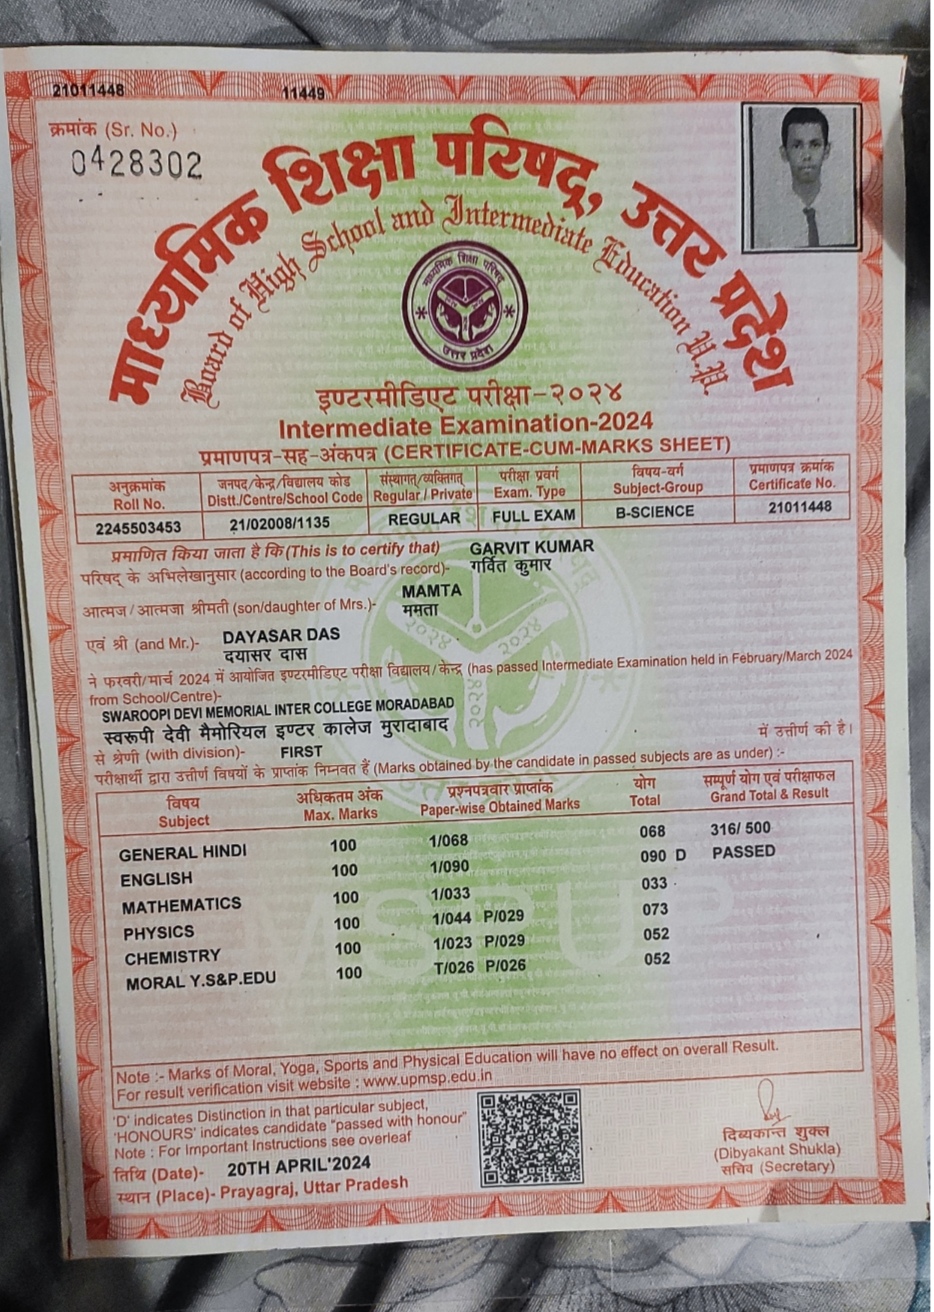 21011448 11449
क्रमांक (Sr. No.)
0428302
माध्यमिक शिक्षा परिषद्, उत्तर प्रदेश
Board of High School and Intermediate Education U.P.
माध्यमिक शिक्षा परिषद्
उत्तर प्रदेश
इण्टरमीडिएट परीक्षा-२०२४
Intermediate Examination-2024
प्रमाणपत्र-सह-अंकपत्र (CERTIFICATE-CUM-MARKS SHEET)
अनुक्रमांक जनपद/केन्द्र/विद्यालय कोड संस्थागत/व्यक्तिगत परीक्षा प्रवर्ग विषय-वर्ग प्रमाणपत्र क्रमांक
Roll No. Distt./Centre/School Code Regular / Private Exam. Type Subject-Group Certificate No.
2245503453 21/02008/1135 REGULAR FULL EXAM B-SCIENCE 21011448
प्रमाणित किया जाता है कि (This is to certify that) GARVIT KUMAR
परिषद् के अभिलेखानुसार (according to the Board's record)- गर्वित कुमार
MAMTA
आत्मज/आत्मजा श्रीमती (son/daughter of Mrs.)- ममता
एवं श्री (and Mr.)- DAYASAR DAS
दयासर दास
ने फरवरी/मार्च 2024 में आयोजित इण्टरमीडिएट परीक्षा विद्यालय/केन्द्र (has passed Intermediate Examination held in February/March 2024
from School/Centre)-
SWAROOPI DEVI MEMORIAL INTER COLLEGE MORADABAD
स्वरूपी देवी मैमोरियल इण्टर कालेज मुरादाबाद में उत्तीर्ण की है।
से श्रेणी (with division)- FIRST
परीक्षार्थी द्वारा उत्तीर्ण विषयों के प्राप्तांक निम्नवत हैं (Marks obtained by the candidate in passed subjects are as under) :-
विषय अधिकतम अंक प्रश्नपत्रवार प्राप्तांक योग सम्पूर्ण योग एवं परीक्षाफल
Subject Max. Marks Paper-wise Obtained Marks Total Grand Total & Result
GENERAL HINDI 100 1/068 068 316/ 500
ENGLISH 100 1/090 090 D PASSED
MATHEMATICS 100 1/033 033
PHYSICS 100 1/044 P/029 073
CHEMISTRY 100 1/023 P/029 052
MORAL Y.S&P.EDU 100 T/026 P/026 052
Note :- Marks of Moral, Yoga, Sports and Physical Education will have no effect on overall Result.
For result verification visit website : www.upmsp.edu.in
'D' indicates Distinction in that particular subject,
'HONOURS' indicates candidate "passed with honour"
Note : For Important Instructions see overleaf
तिथि (Date)- 20TH APRIL'2024
स्थान (Place)- Prayagraj, Uttar Pradesh
दिब्यकान्त शुक्ल
(Dibyakant Shukla)
सचिव (Secretary)